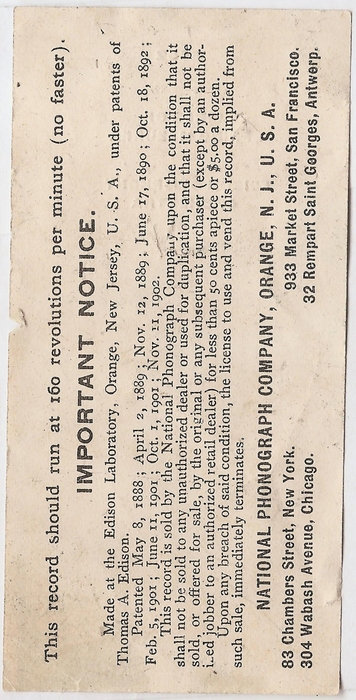 This record should run at 160 revolutions per minute (no faster).
IMPORTANT NOTICE.
Made at the Edison Laboratory, Orange, New Jersey, U. S. A., under patents of
Thomas A. Edison.
Patented May 8, 1888; April 2, 1889; Nov. 12, 1889; June 17, 1890; Oct. 18, 1892;
Feb. 5, 1901; June 11, 1901; Oct. 1, 1901; Nov. 11, 1902.
This record is sold by the National Phonograph Company upon the condition that it
shall not be sold to any unauthorized dealer or used for duplication, and that it shall not be
sold, or offered for sale, by the original or any subsequent purchaser (except by an author-
i.ed jobber to an authorized retail dealer) for less than 50 cents apiece or $5.00 a dozen.
Upon any breach of said condition, the license to use and vend this record, implied from
such sale, immediately terminates.
NATIONAL PHONOGRAPH COMPANY, ORANGE, N. J., U. S. A.
83 Chambers Street, New York. 933 Market Street, San Francisco.
304 Wabash Avenue, Chicago. 32 Rempart Saint Georges, Antwerp.